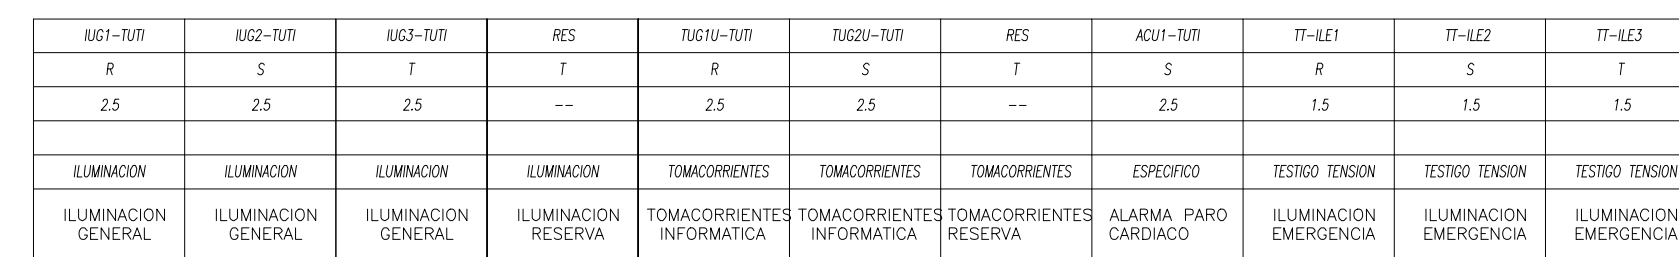 IUG1-TUTI IUG2-TUTI IUG3-TUTI RES TUG1U-TUTI TUG2U-TUTI RES ACU1-TUTI TT-ILE1 TT-ILE2 TT-ILE3
R S T T R S T S R S T
2.5 2.5 2.5 -- 2.5 2.5 -- 2.5 1.5 1.5 1.5
ILUMINACION ILUMINACION ILUMINACION ILUMINACION TOMACORRIENTES TOMACORRIENTES TOMACORRIENTES ESPECIFICO TESTIGO TENSION TESTIGO TENSION TESTIGO TENSION
ILUMINACION ILUMINACION ILUMINACION ILUMINACION TOMACORRIENTES TOMACORRIENTES TOMACORRIENTES ALARMA PARO ILUMINACION ILUMINACION ILUMINACION
GENERAL GENERAL GENERAL RESERVA INFORMATICA INFORMATICA RESERVA CARDIACO EMERGENCIA EMERGENCIA EMERGENCIA